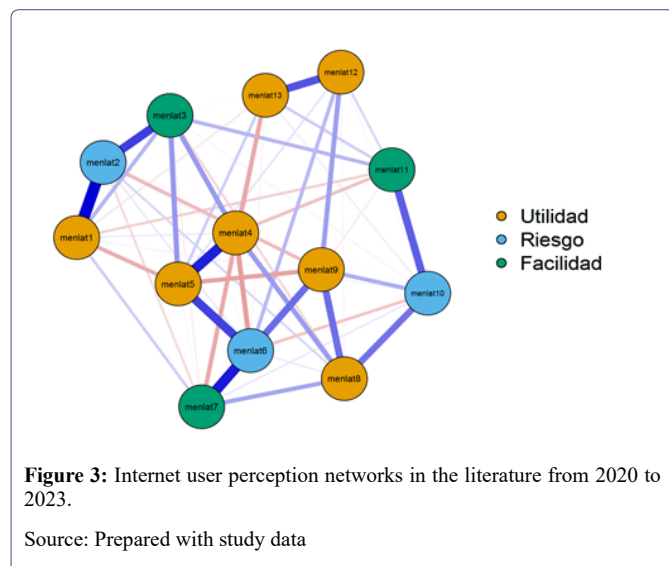 menlat12
menlat13
menlat3
menlat2
menlat11
menlat1
menlat4
menlat9
menlat5
menlat10
menlat6
menlat8
menlat7
Utilidad
Riesgo
Facilidad
Figure 3: Internet user perception networks in the literature from 2020 to
2023.
Source: Prepared with study data